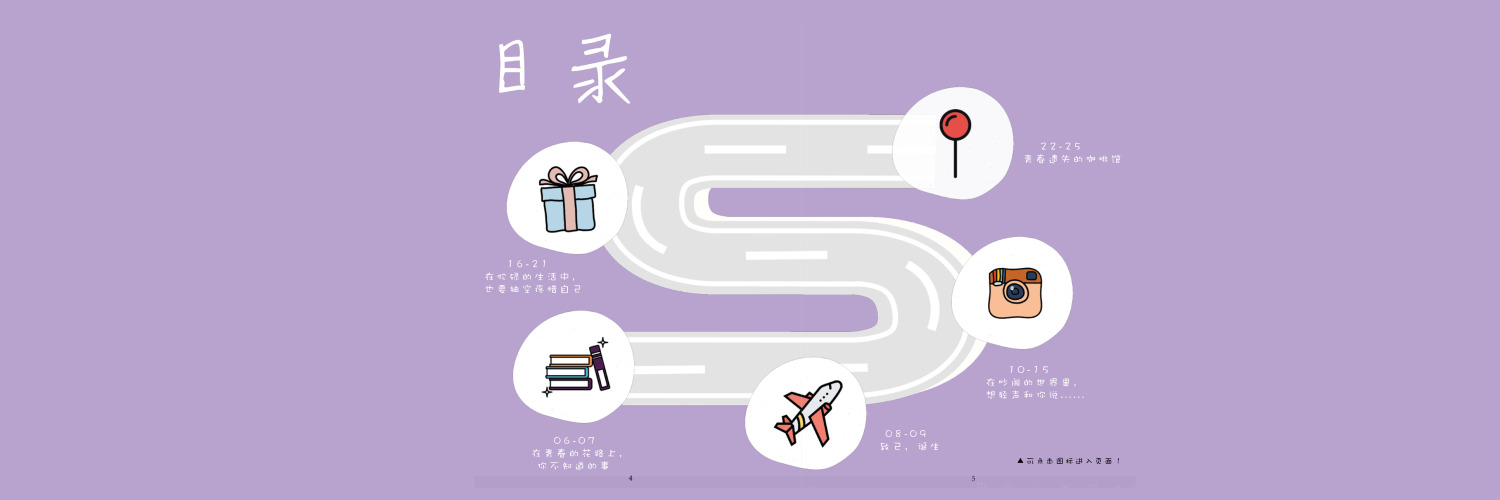 目录
22-25
青春遗失的咖啡馆
16-21
在忙碌的生活中，
也要抽空疼惜自己
10-15
在吵闹的世界里，
想轻声和你说......
06-07
在青春的花路上，
你不知道的事
08-09
致己，诞生
▲可点击图标进入页面！
4
5